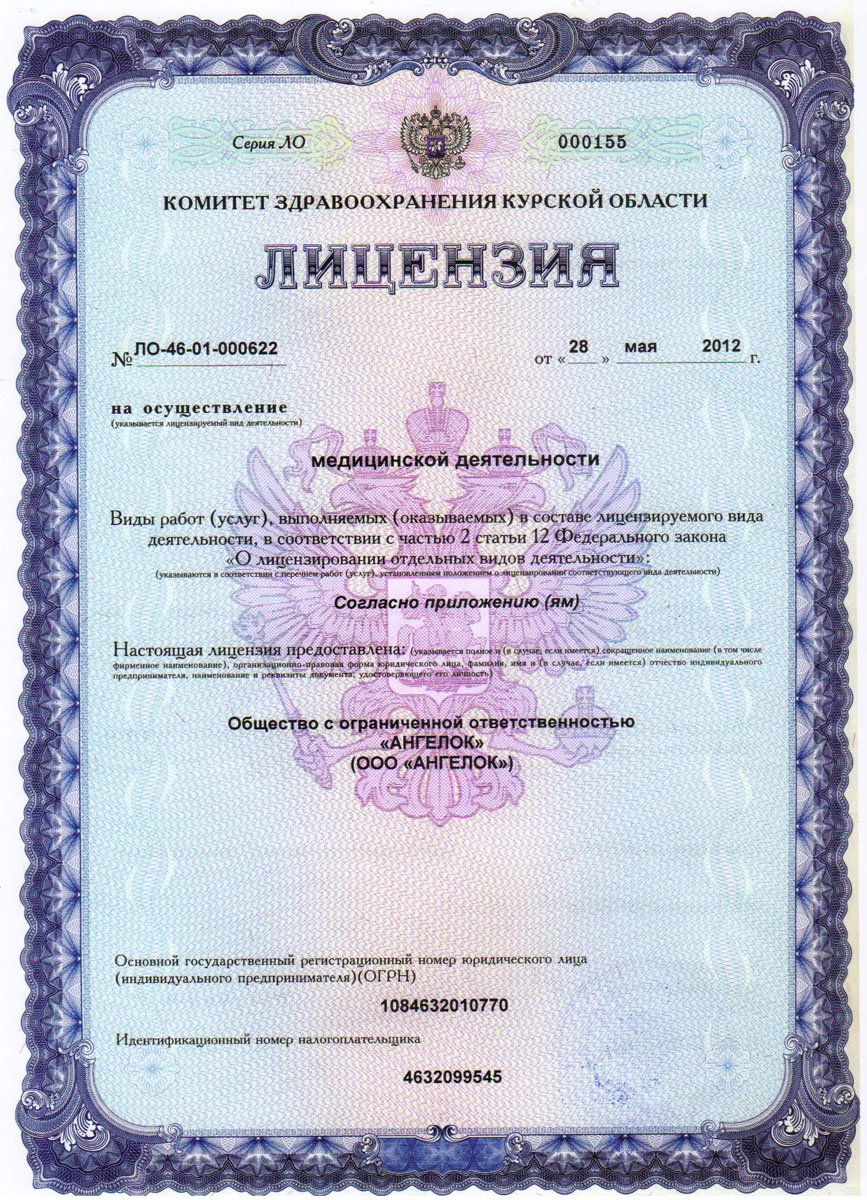 Серия ЛО
000155
КОМИТЕТ ЗДРАВООХРАНЕНИЯ КУРСКОЙ ОБЛАСТИ
ЛИЦЕНЗИЯ
№ ЛО-46-01-000622 от « 28 » мая 2012 г.
на осуществление
(указывается лицензируемый вид деятельности)
медицинской деятельности
Виды работ (услуг), выполняемых (оказываемых) в составе лицензируемого вида
деятельности, в соответствии с частью 2 статьи 12 Федерального закона
«О лицензировании отдельных видов деятельности»:
(указываются в соответствии с перечнем работ (услуг), установленным положением о лицензировании соответствующего вида деятельности)
Согласно приложению (ям)
Настоящая лицензия предоставлена: (указывается полное и (в случае, если имеется) сокращенное наименование (в том числе
фирменное наименование), организационно-правовая форма юридического лица, фамилия, имя и (в случае, если имеется) отчество индивидуального
предпринимателя, наименование и реквизиты документа, удостоверяющего его личность)
Общество с ограниченной ответственностью
«АНГЕЛОК»
(ООО «АНГЕЛОК»)
Основной государственный регистрационный номер юридического лица
(индивидуального предпринимателя)(ОГРН)
1084632010770
Идентификационный номер налогоплательщика
4632099545